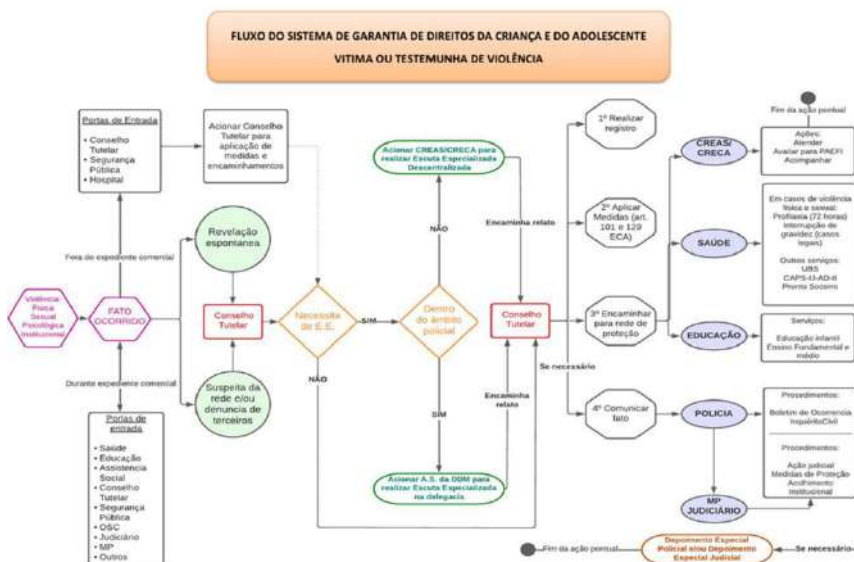 FLUXO DO SISTEMA DE GARANTIA DE DIREITOS DA CRIANÇA E DO ADOLESCENTE
VITIMA OU TESTEMUNHA DE VIOLÊNCIA
Portas de Entrada
• Conselho
Tutelar
• Segurança
Pública
• Hospital
Acionar Conselho
Tutelar para
aplicação de
medidas e
encaminhamentos
Fora do expediente comercial
Revelação
espontanea
Violência:
Física
Sexual
Psicológica
Institucional
FATO
OCORRIDO
Conselho
Tutelar
Durante expediente comercial
Suspeita da
rede e/ou
denuncia de
terceiros
Portas de
entrada
• Saúde
• Educação
• Assistencia
Social
• Conselho
Tutelar
• Segurança
Pública
• OSC
• Judiciário
• MP
• Outros
Necessita
de E.E.
SIM
NÃO
Acionar CREAS/CRECA para
realizar Escuta Especializada
Descentralizada
NÃO
Dentro
do âmbito
policial
SIM
Acionar A.S. da DDM para
realizar Escuta Especializada
na delegacia
Encaminha relato
Conselho
Tutelar
Encaminha
relato
Se necessário
1º Realizar
registro
2º Aplicar
Medidas (art.
101 e 129
ECA)
3º Encaminhar
para rede de
proteção
4º Comunicar
fato
CREAS/
CRECA
Fim da ação pontual
Ações:
Atender
Avaliar para PAEFI
Acompanhar
SAÚDE
Em casos de violência
física e sexual:
Profilaxia (72 horas)
Interrupção de
gravidez (casos
legais)
Outros serviços:
UBS
CAPS-IJ-AD-II
Pronto Socorro
EDUCAÇÃO
Serviços:
Educação infantil
Ensino Fundamental e
médio
POLICIA
Procedimentos:
Boletim de Ocorrencia
InquéritoCivil
Procedimentos:
Ação judicial
Medidas de Proteção
Acolhimento
Institucional
MP
JUDICIÁRIO
Se necessário
Depoimento Especial
Policial e/ou Depoimento
Especial Judicial
Fim da ação pontual